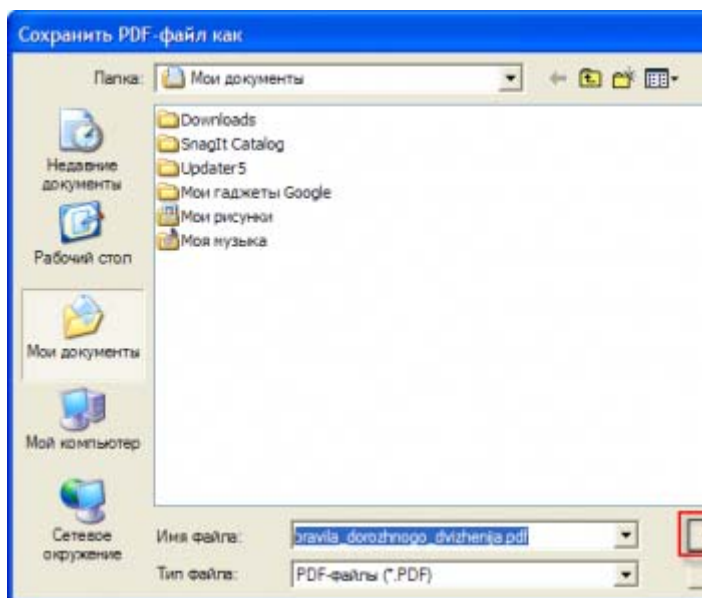 Сохранить PDF-файл как
Папка: Мои документы
Downloads
SnagIt Catalog
Updater5
Мои гаджеты Google
Мои рисунки
Моя музыка
Недавние
документы
Рабочий стол
Мои документы
Мой компьютер
Сетевое
окружение
Имя файла: pravila_dorozhnogo_dvizhenija.pdf
Тип файла: PDF-файлы (*.PDF)